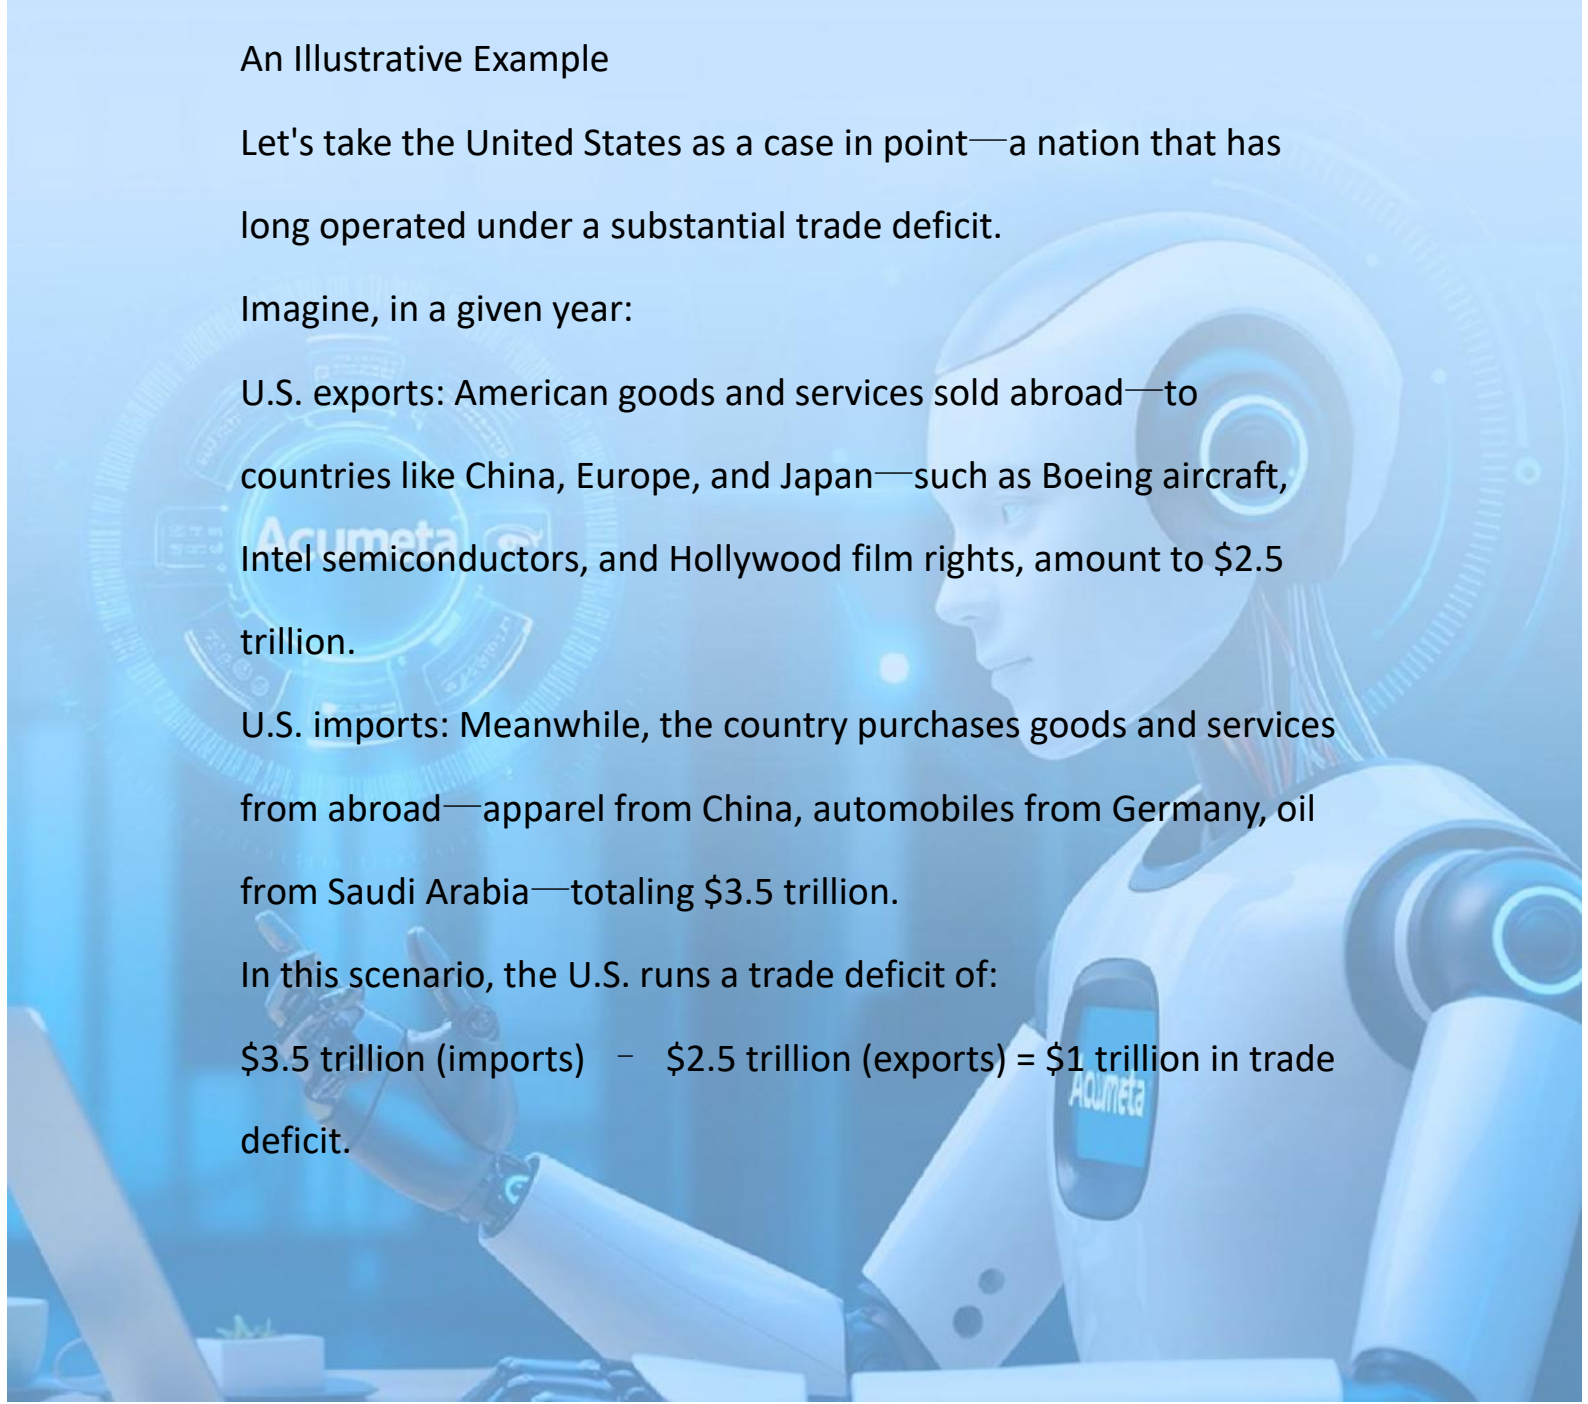 An Illustrative Example
Let's take the United States as a case in point—a nation that has
long operated under a substantial trade deficit.
Imagine, in a given year:
U.S. exports: American goods and services sold abroad—to
countries like China, Europe, and Japan—such as Boeing aircraft,
Acumeta
Intel semiconductors, and Hollywood film rights, amount to $2.5
trillion.
U.S. imports: Meanwhile, the country purchases goods and services
from abroad—apparel from China, automobiles from Germany, oil
from Saudi Arabia—totaling $3.5 trillion.
In this scenario, the U.S. runs a trade deficit of:
$3.5 trillion (imports) – $2.5 trillion (exports) = $1 trillion in trade
Acumeta
deficit.